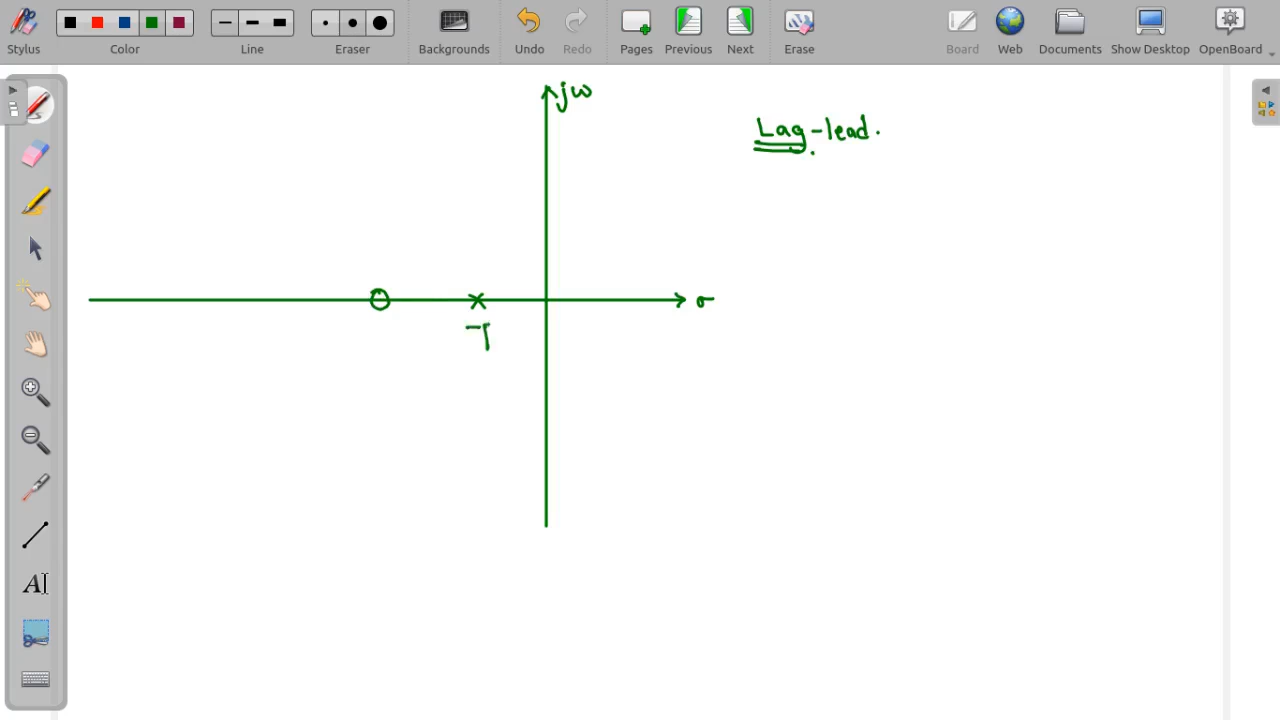 Stylus
Color
Line
Eraser
Backgrounds
Undo
Redo
Pages
Previous
Next
Erase
Board
Web
Documents
Show Desktop
OpenBoard
jω
Lag-lead.
σ
-1
A